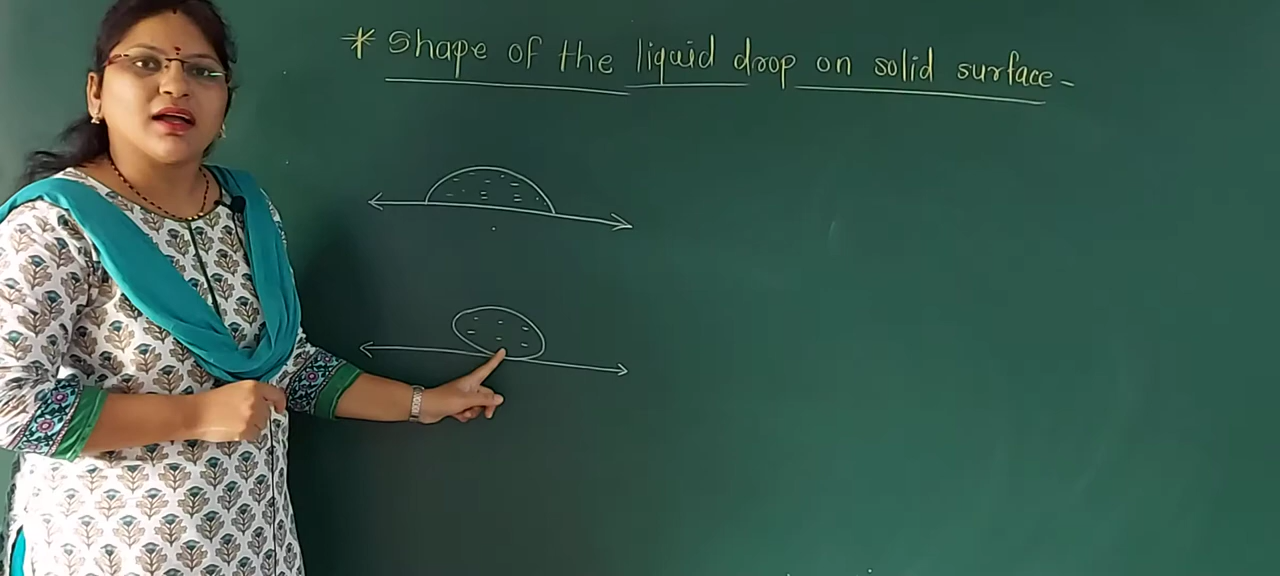 * Shape of the liquid drop on solid surface -